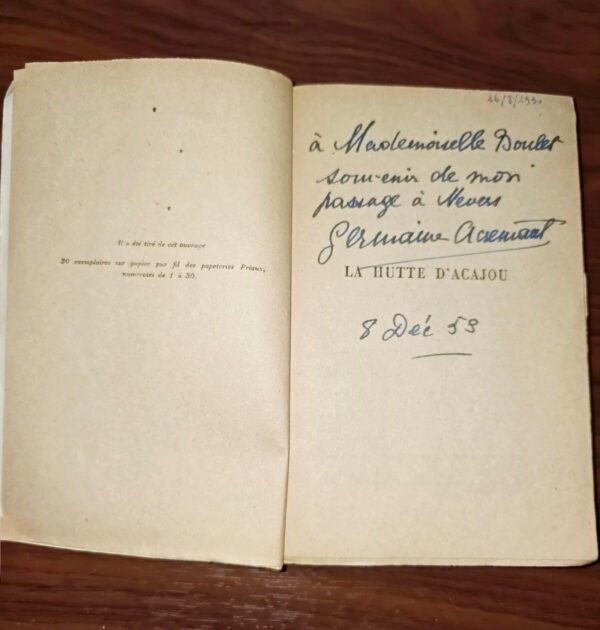 Il a été tiré de cet ouvrage
30 exemplaires sur papier pur fil des papeteries Prioux,
numérotés de 1 à 30.
26/8/1990
à Mademoiselle Boulet
souvenir de mon
passage à Nevers
Germaine Acremant
LA HUTTE D'ACAJOU
8 Déc 53